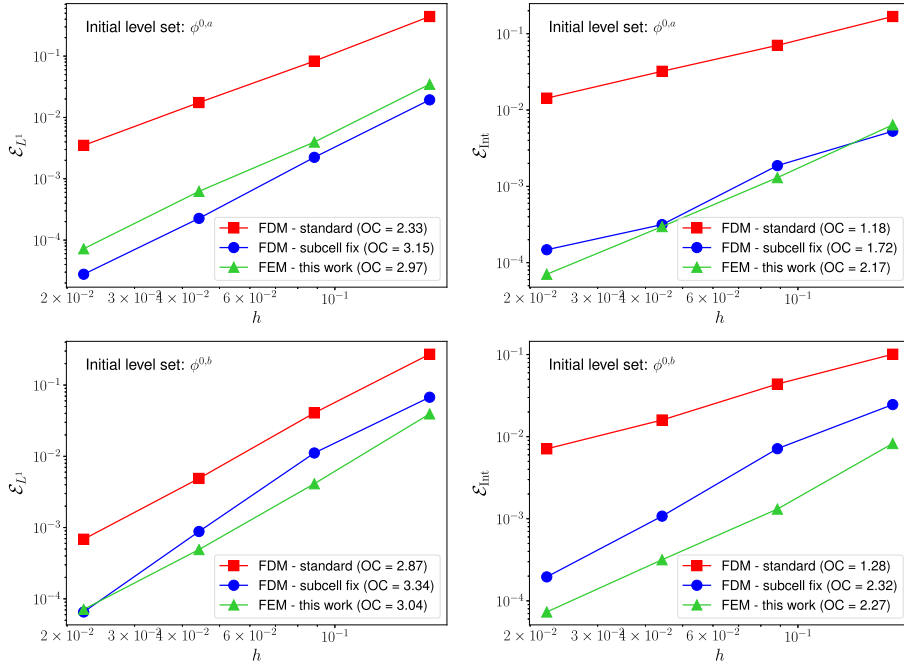 Initial level set: ϕ^{0,a}
10^{-1}
10^{-2}
10^{-3}
10^{-4}
ℰ_{L^1}
FDM - standard (OC = 2.33)
FDM - subcell fix (OC = 3.15)
FEM - this work (OC = 2.97)
2 × 10^{-2}
3 × 10^{-2}
4 × 10^{-2}
6 × 10^{-2}
10^{-1}
h
Initial level set: ϕ^{0,a}
10^{-1}
10^{-2}
10^{-3}
10^{-4}
ℰ_{Int}
FDM - standard (OC = 1.18)
FDM - subcell fix (OC = 1.72)
FEM - this work (OC = 2.17)
2 × 10^{-2}
3 × 10^{-2}
4 × 10^{-2}
6 × 10^{-2}
10^{-1}
h
Initial level set: ϕ^{0,b}
10^{-1}
10^{-2}
10^{-3}
10^{-4}
ℰ_{L^1}
FDM - standard (OC = 2.87)
FDM - subcell fix (OC = 3.34)
FEM - this work (OC = 3.04)
2 × 10^{-2}
3 × 10^{-2}
4 × 10^{-2}
6 × 10^{-2}
10^{-1}
h
Initial level set: ϕ^{0,b}
10^{-1}
10^{-2}
10^{-3}
10^{-4}
ℰ_{Int}
FDM - standard (OC = 1.28)
FDM - subcell fix (OC = 2.32)
FEM - this work (OC = 2.27)
2 × 10^{-2}
3 × 10^{-2}
4 × 10^{-2}
6 × 10^{-2}
10^{-1}
h